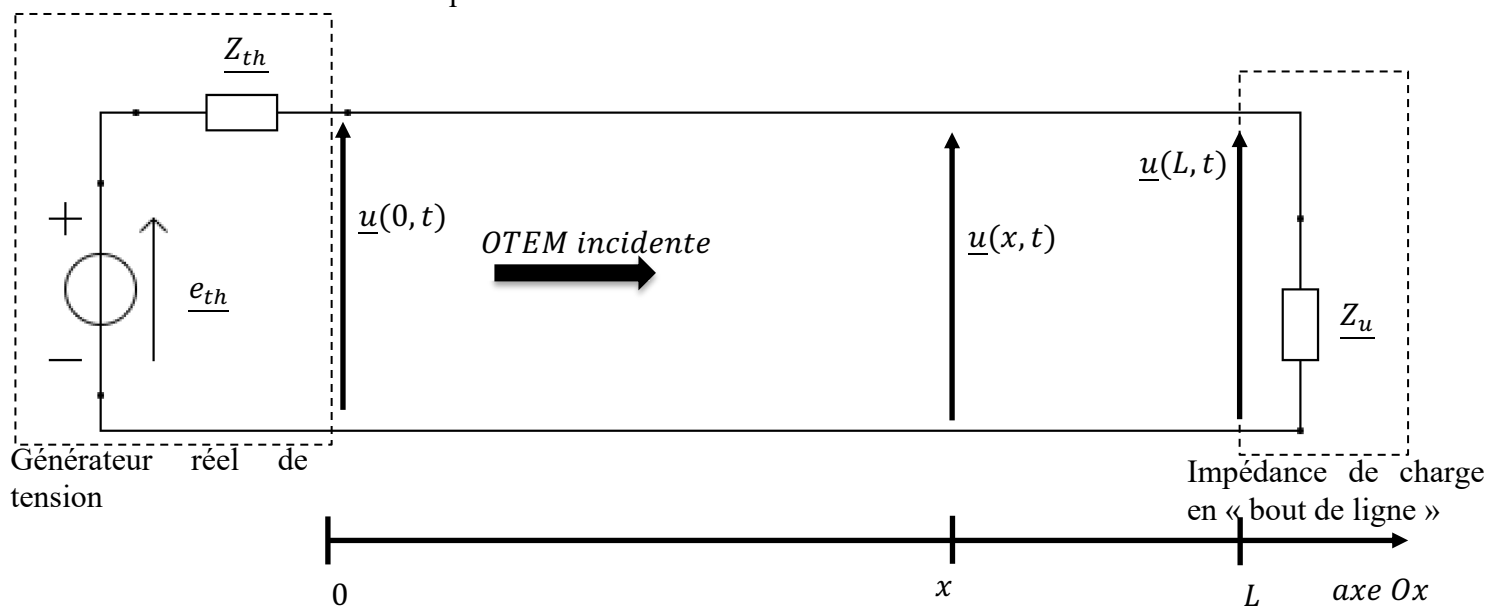 Z_th
u(L, t)
+
u(0, t)
OTEM incidente
u(x, t)
e_th
Z_u
−
Générateur réel de
tension
Impédance de charge
en « bout de ligne »
0
x
L
axe Ox